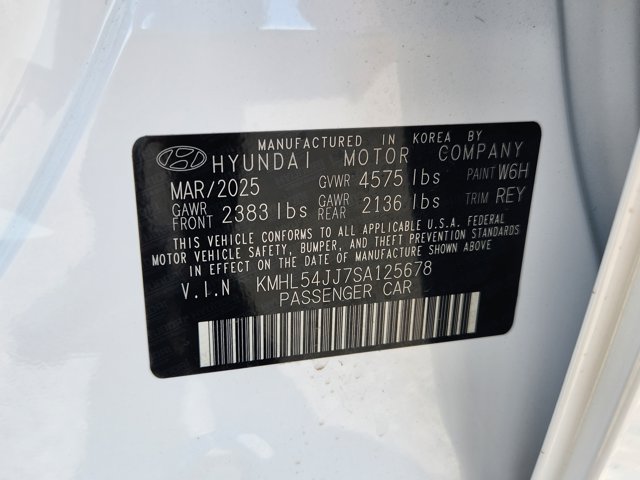 MANUFACTURED IN KOREA BY
HYUNDAI MOTOR COMPANY
MAR/2025 GVWR 4575 lbs PAINT W6H
GAWR FRONT 2383 lbs GAWR REAR 2136 lbs TRIM REY
THIS VEHICLE CONFORMS TO ALL APPLICABLE U.S.A. FEDERAL
MOTOR VEHICLE SAFETY, BUMPER, AND THEFT PREVENTION STANDARDS
IN EFFECT ON THE DATE OF MANUFACTURE SHOWN ABOVE
V.I.N KMHL54JJ7SA125678
PASSENGER CAR